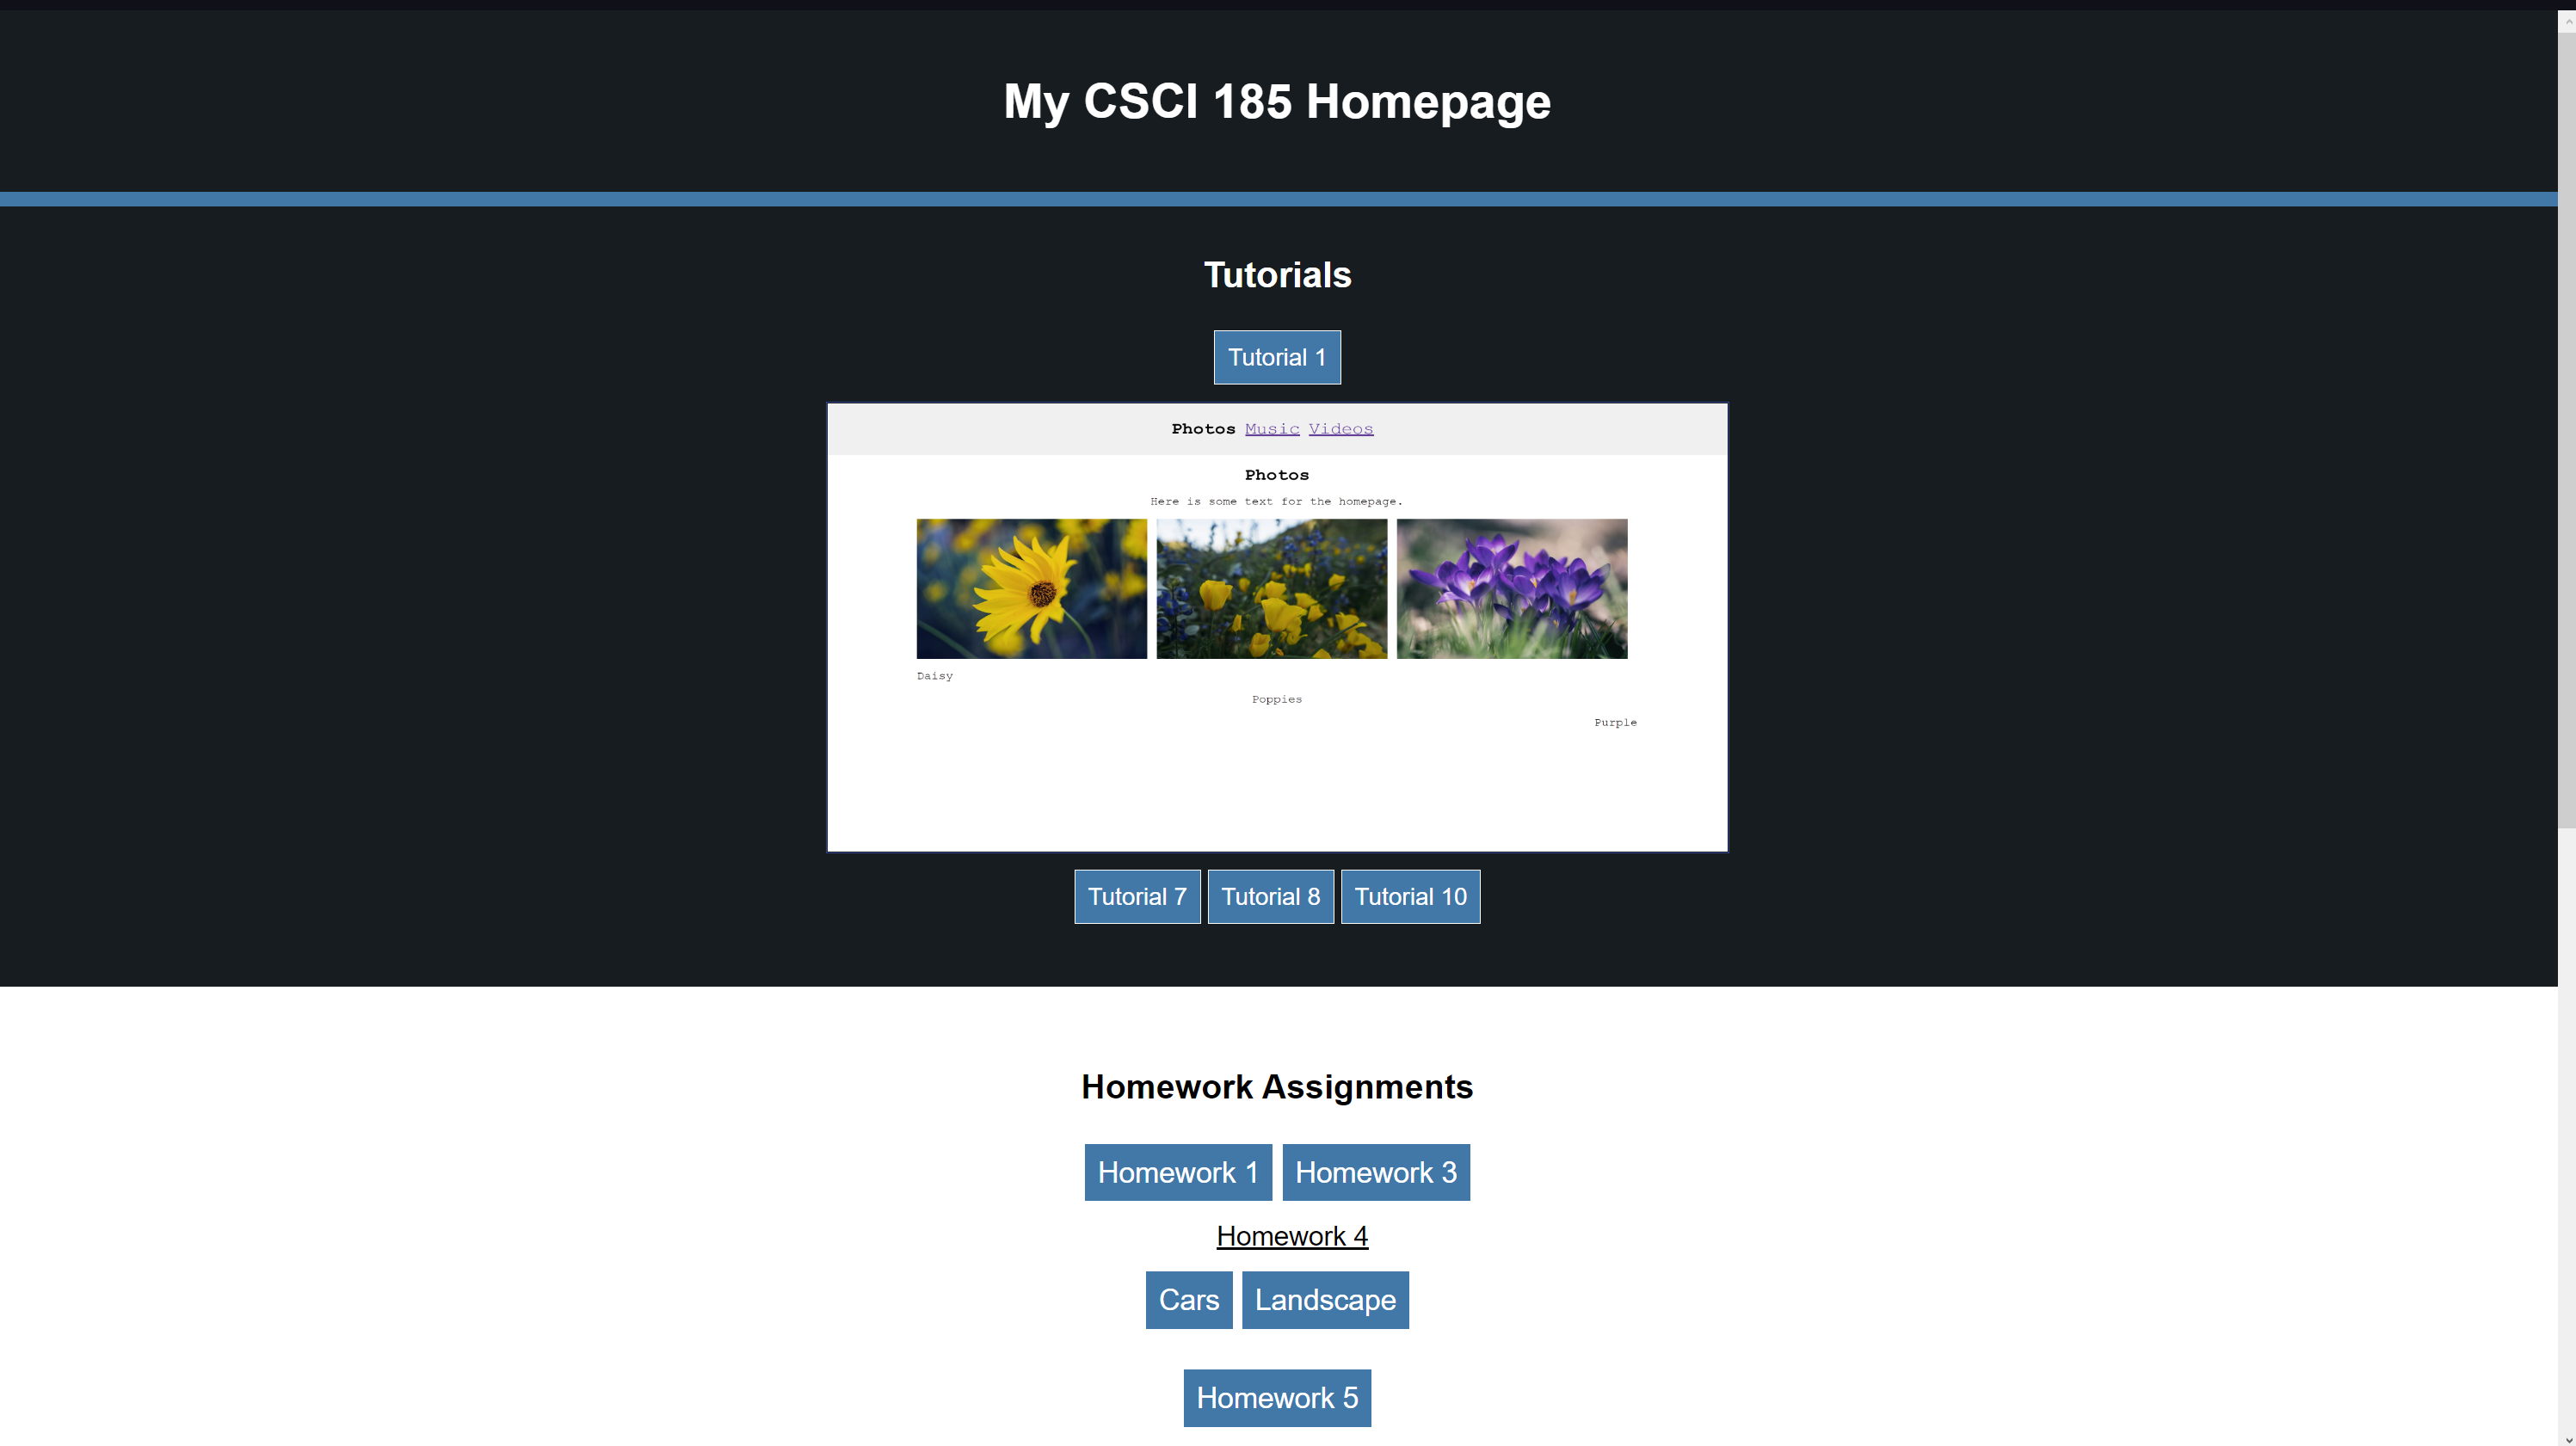 My CSCI 185 Homepage
Tutorials
Tutorial 1
Photos Music Videos
Photos
Here is some text for the homepage.
Daisy
Poppies
Purple
Tutorial 7 Tutorial 8 Tutorial 10
Homework Assignments
Homework 1 Homework 3
Homework 4
Cars Landscape
Homework 5